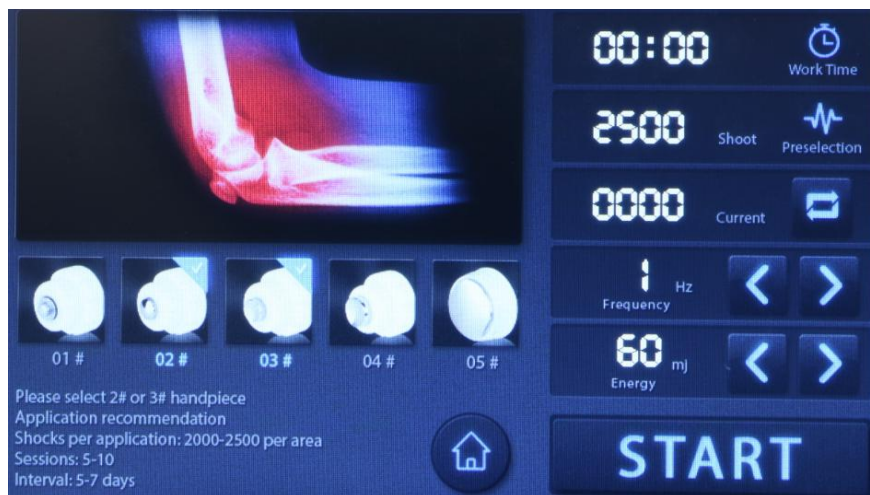 00:00
Work Time
2500 Shoot
Preselection
0000 Current
1 Hz
Frequency
60 mJ
Energy
01 # 02 # 03 # 04 # 05 #
Please select 2# or 3# handpiece
Application recommendation
Shocks per application: 2000-2500 per area
Sessions: 5-10
Interval: 5-7 days
START